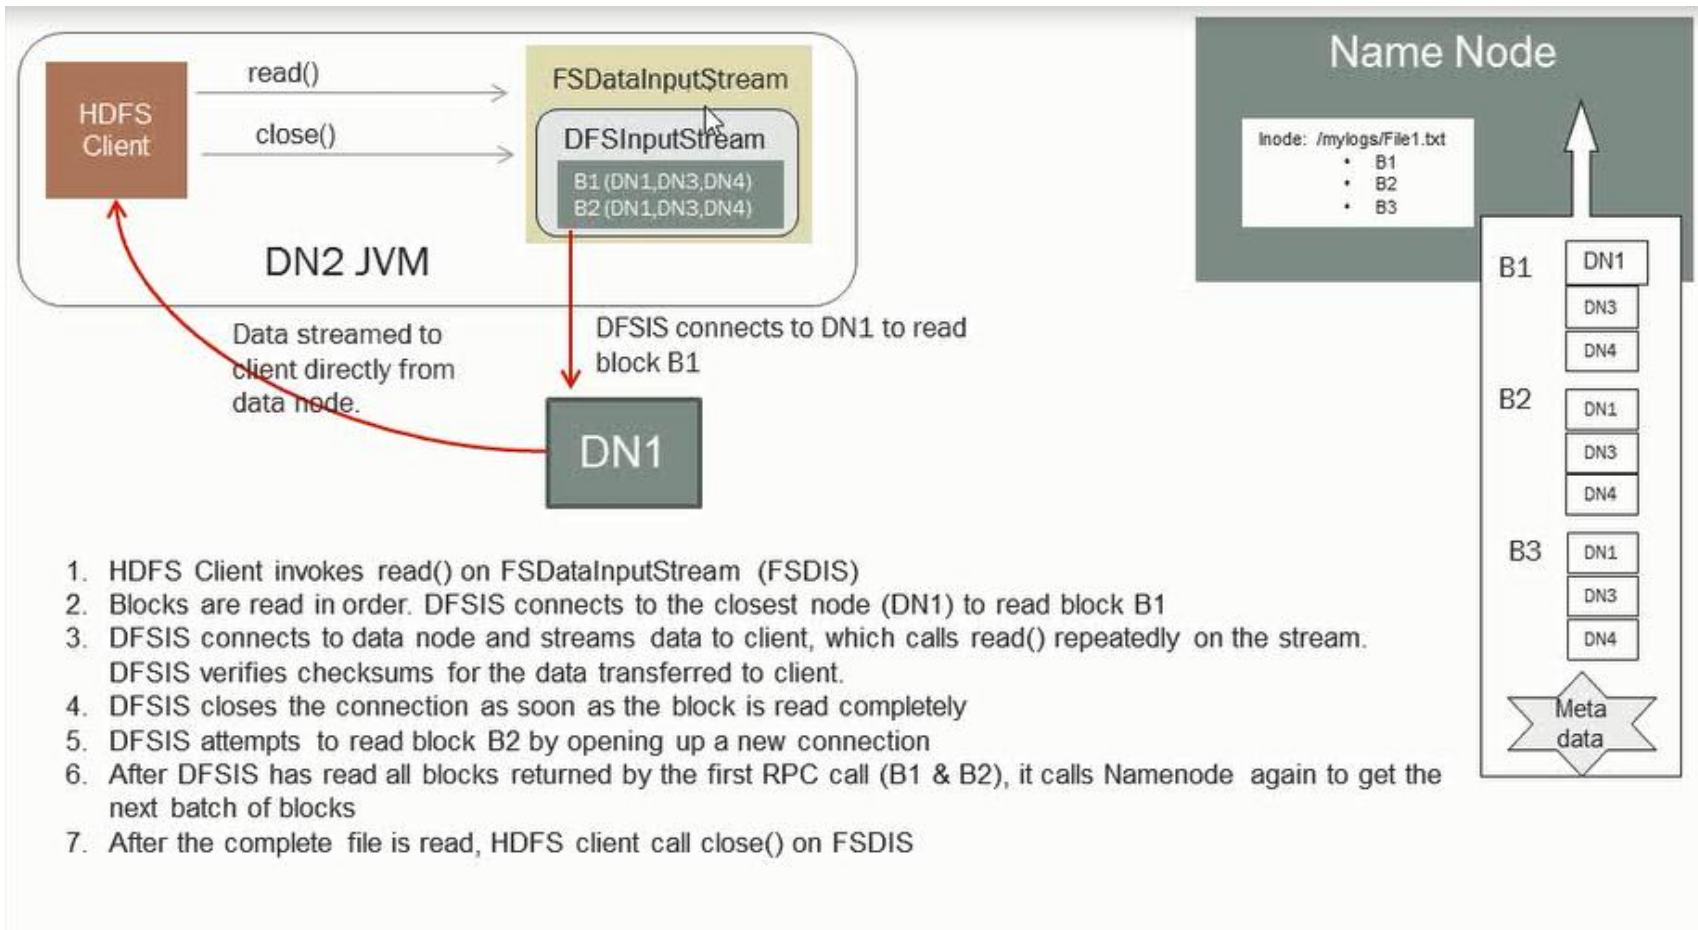 read()
HDFS
Client
close()
FSDataInputStream
DFSInputStream
B1 (DN1,DN3,DN4)
B2 (DN1,DN3,DN4)
DN2 JVM
Data streamed to
client directly from
data node.
DFSIS connects to DN1 to read
block B1
DN1
Name Node
Inode: /mylogs/File1.txt
• B1
• B2
• B3
B1
DN1
DN3
DN4
B2
DN1
DN3
DN4
B3
DN1
DN3
DN4
Meta
data
1. HDFS Client invokes read() on FSDataInputStream (FSDIS)
2. Blocks are read in order. DFSIS connects to the closest node (DN1) to read block B1
3. DFSIS connects to data node and streams data to client, which calls read() repeatedly on the stream.
DFSIS verifies checksums for the data transferred to client.
4. DFSIS closes the connection as soon as the block is read completely
5. DFSIS attempts to read block B2 by opening up a new connection
6. After DFSIS has read all blocks returned by the first RPC call (B1 & B2), it calls Namenode again to get the
next batch of blocks
7. After the complete file is read, HDFS client call close() on FSDIS